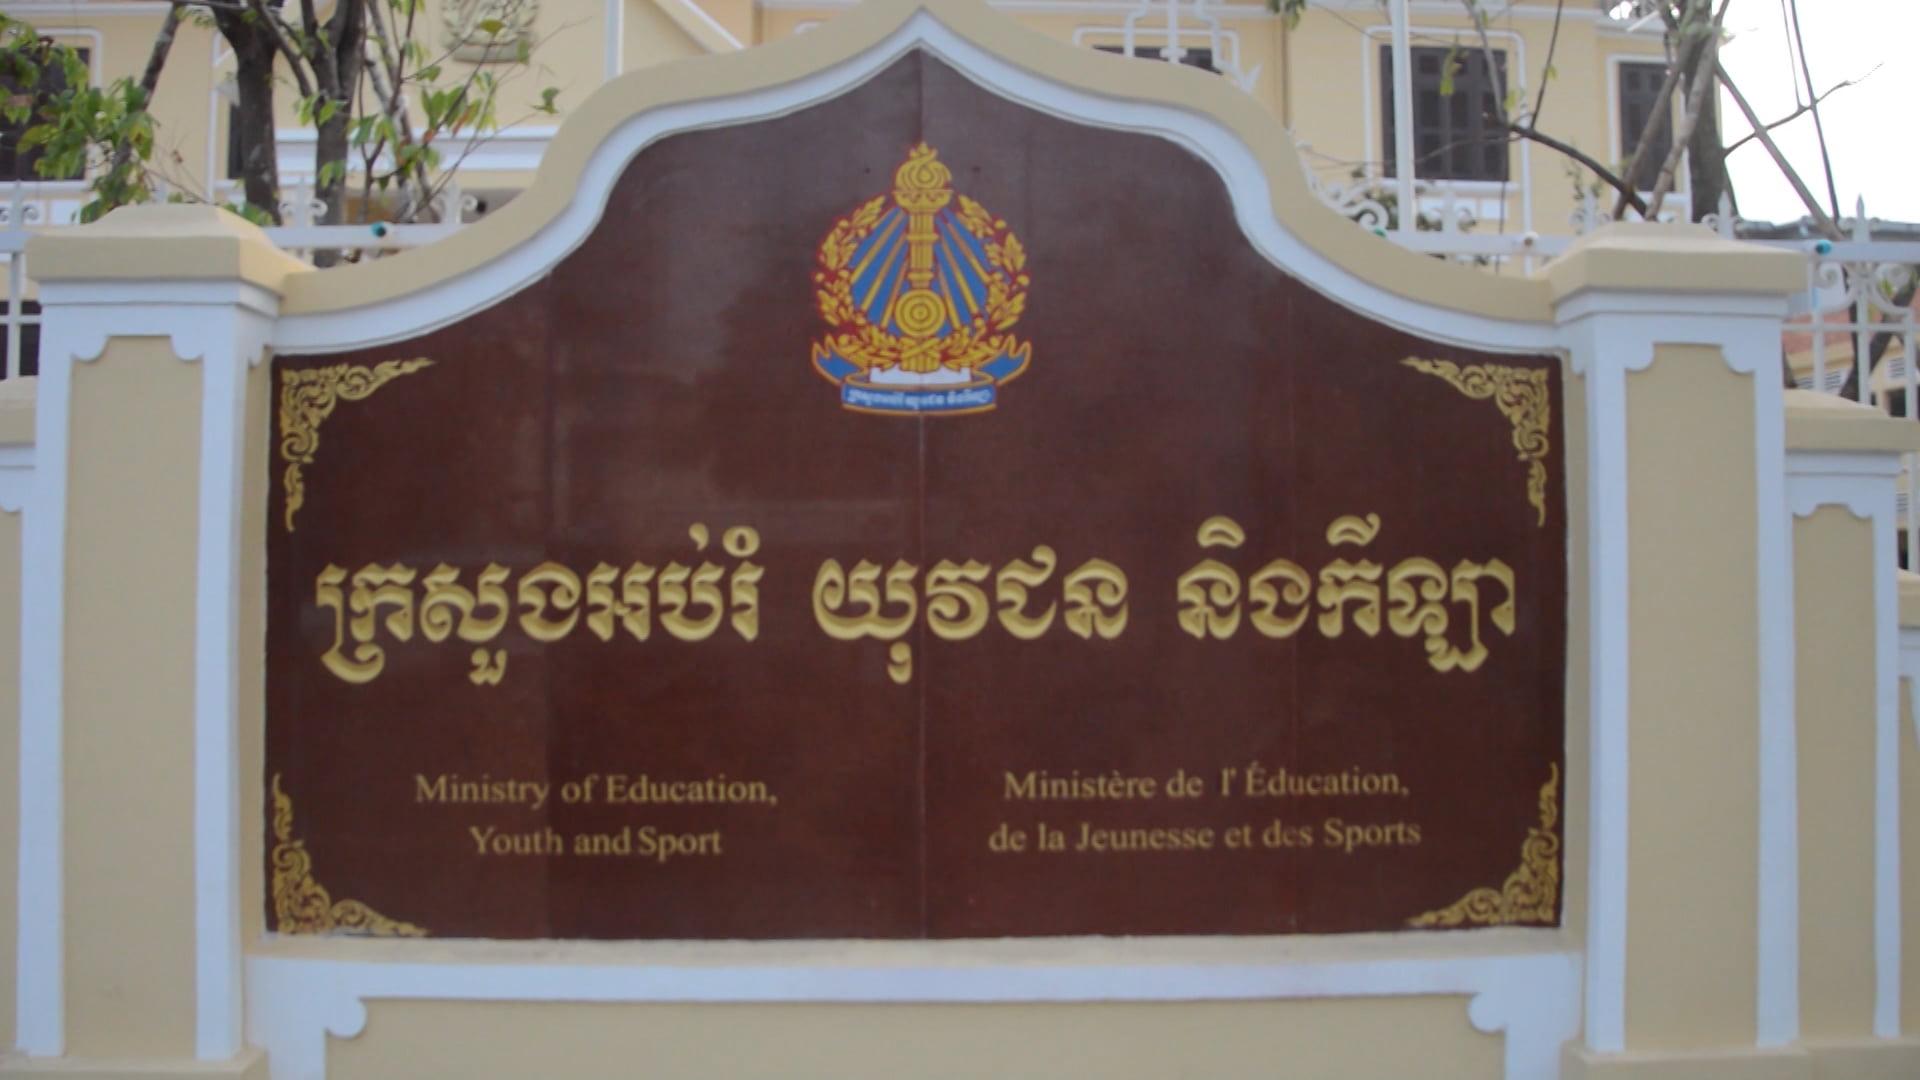 ក្រសួងអប់រំ យុវជន និងកីឡា
Ministry of Education,
Youth and Sport
Ministère de l'Éducation,
de la Jeunesse et des Sports